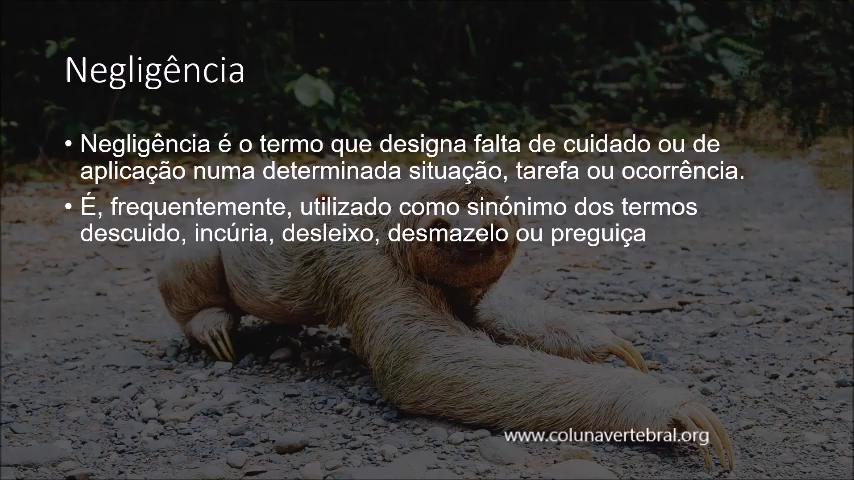 Negligência
• Negligência é o termo que designa falta de cuidado ou de
aplicação numa determinada situação, tarefa ou ocorrência.
• É, frequentemente, utilizado como sinónimo dos termos
descuido, incúria, desleixo, desmazelo ou preguiça
www.colunavertebral.org